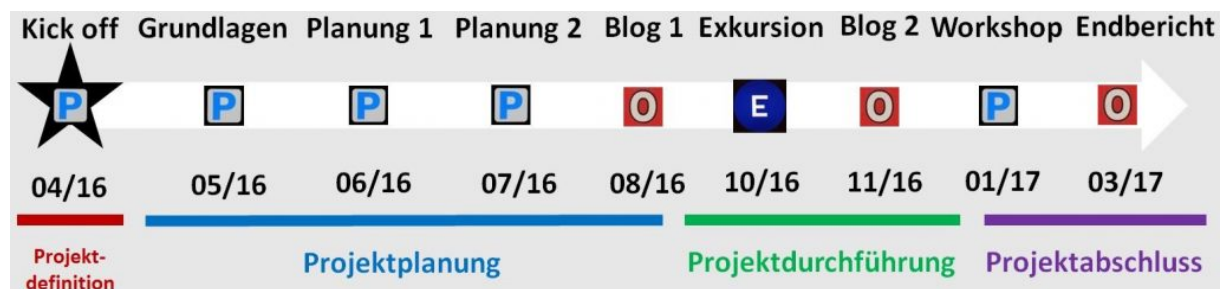 Kick off Grundlagen Planung 1 Planung 2 Blog 1 Exkursion Blog 2 Workshop Endbericht
P P P P O E O P O
04/16 05/16 06/16 07/16 08/16 10/16 11/16 01/17 03/17
Projekt-
definition
Projektplanung Projektdurchführung Projektabschluss